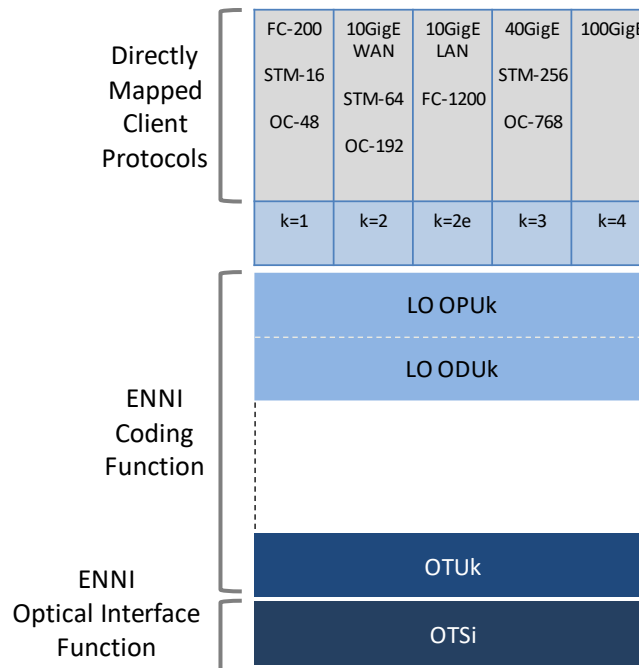 Directly
Mapped
Client
Protocols
FC-200
STM-16
OC-48
10GigE
WAN
STM-64
OC-192
10GigE
LAN
FC-1200
40GigE
STM-256
OC-768
100GigE
k=1
k=2
k=2e
k=3
k=4
ENNI
Coding
Function
LO OPUk
LO ODUk
OTUk
ENNI
Optical Interface
Function
OTSi